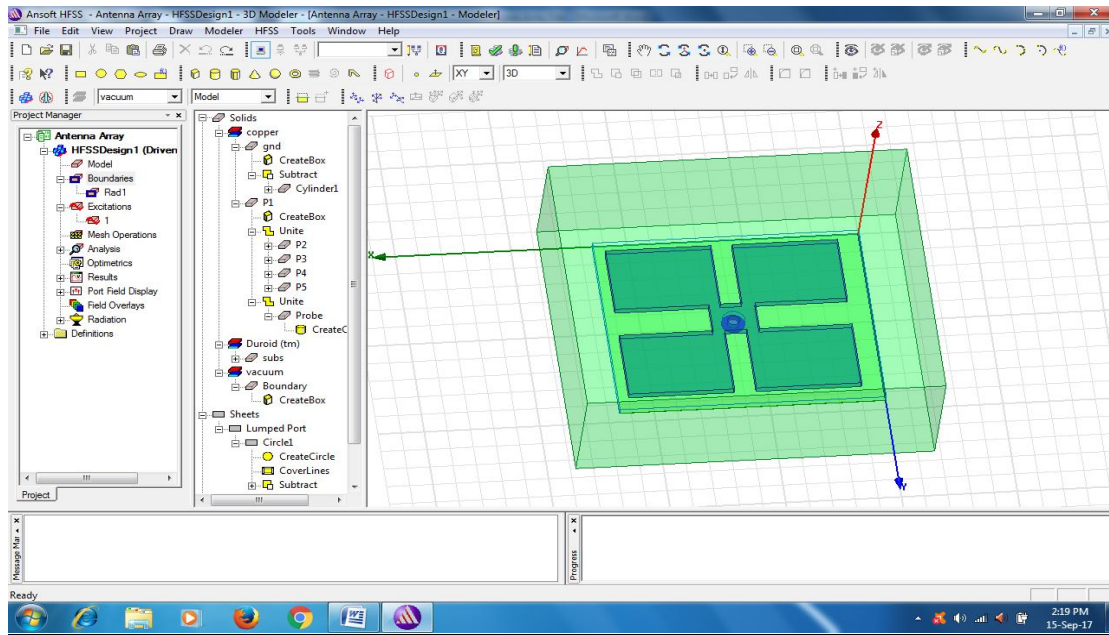 Ansoft HFSS - Antenna Array - HFSSDesign1 - 3D Modeler - [Antenna Array - HFSSDesign1 - Modeler]
File Edit View Project Draw Modeler HFSS Tools Window Help
XY 3D
vacuum Model
Project Manager
Antenna Array
HFSSDesign1 (Driven
Model
Boundaries
Rad1
Excitations
1
Mesh Operations
Analysis
Optimetrics
Results
Port Field Display
Field Overlays
Radiation
Definitions
Project
Solids
copper
gnd
CreateBox
Subtract
Cylinder1
P1
CreateBox
Unite
P2
P3
P4
P5
Unite
Probe
CreateC
Duroid (tm)
subs
vacuum
Boundary
CreateBox
Sheets
Lumped Port
Circle1
CreateCircle
CoverLines
Subtract
Z
X
Y
Message Mar
Progress
Ready
2:19 PM
15-Sep-17